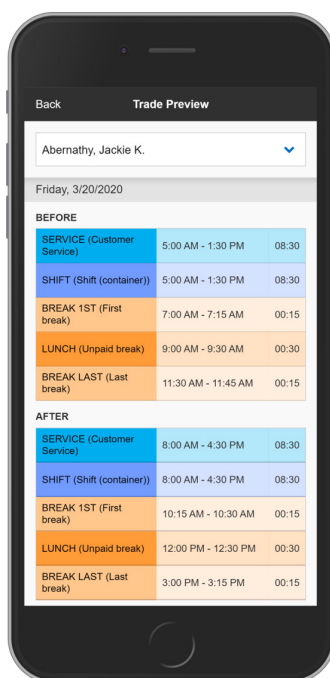 Back Trade Preview
Abernathy, Jackie K.
Friday, 3/20/2020
BEFORE
SERVICE (Customer
Service) 5:00 AM - 1:30 PM 08:30
SHIFT (Shift (container)) 5:00 AM - 1:30 PM 08:30
BREAK 1ST (First
break) 7:00 AM - 7:15 AM 00:15
LUNCH (Unpaid break) 9:00 AM - 9:30 AM 00:30
BREAK LAST (Last
break) 11:30 AM - 11:45 AM 00:15
AFTER
SERVICE (Customer
Service) 8:00 AM - 4:30 PM 08:30
SHIFT (Shift (container)) 8:00 AM - 4:30 PM 08:30
BREAK 1ST (First
break) 10:15 AM - 10:30 AM 00:15
LUNCH (Unpaid break) 12:00 PM - 12:30 PM 00:30
BREAK LAST (Last
break) 3:00 PM - 3:15 PM 00:15